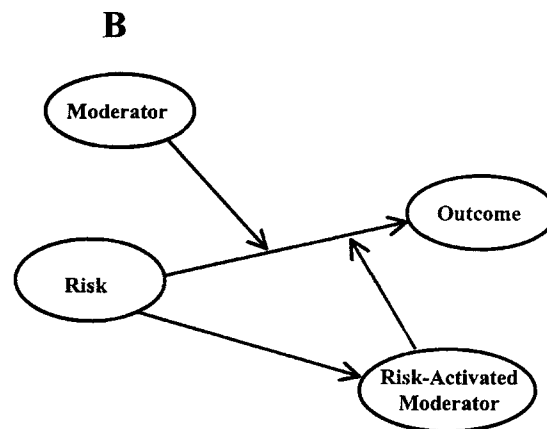 B
Moderator
Outcome
Risk
Risk-Activated
Moderator